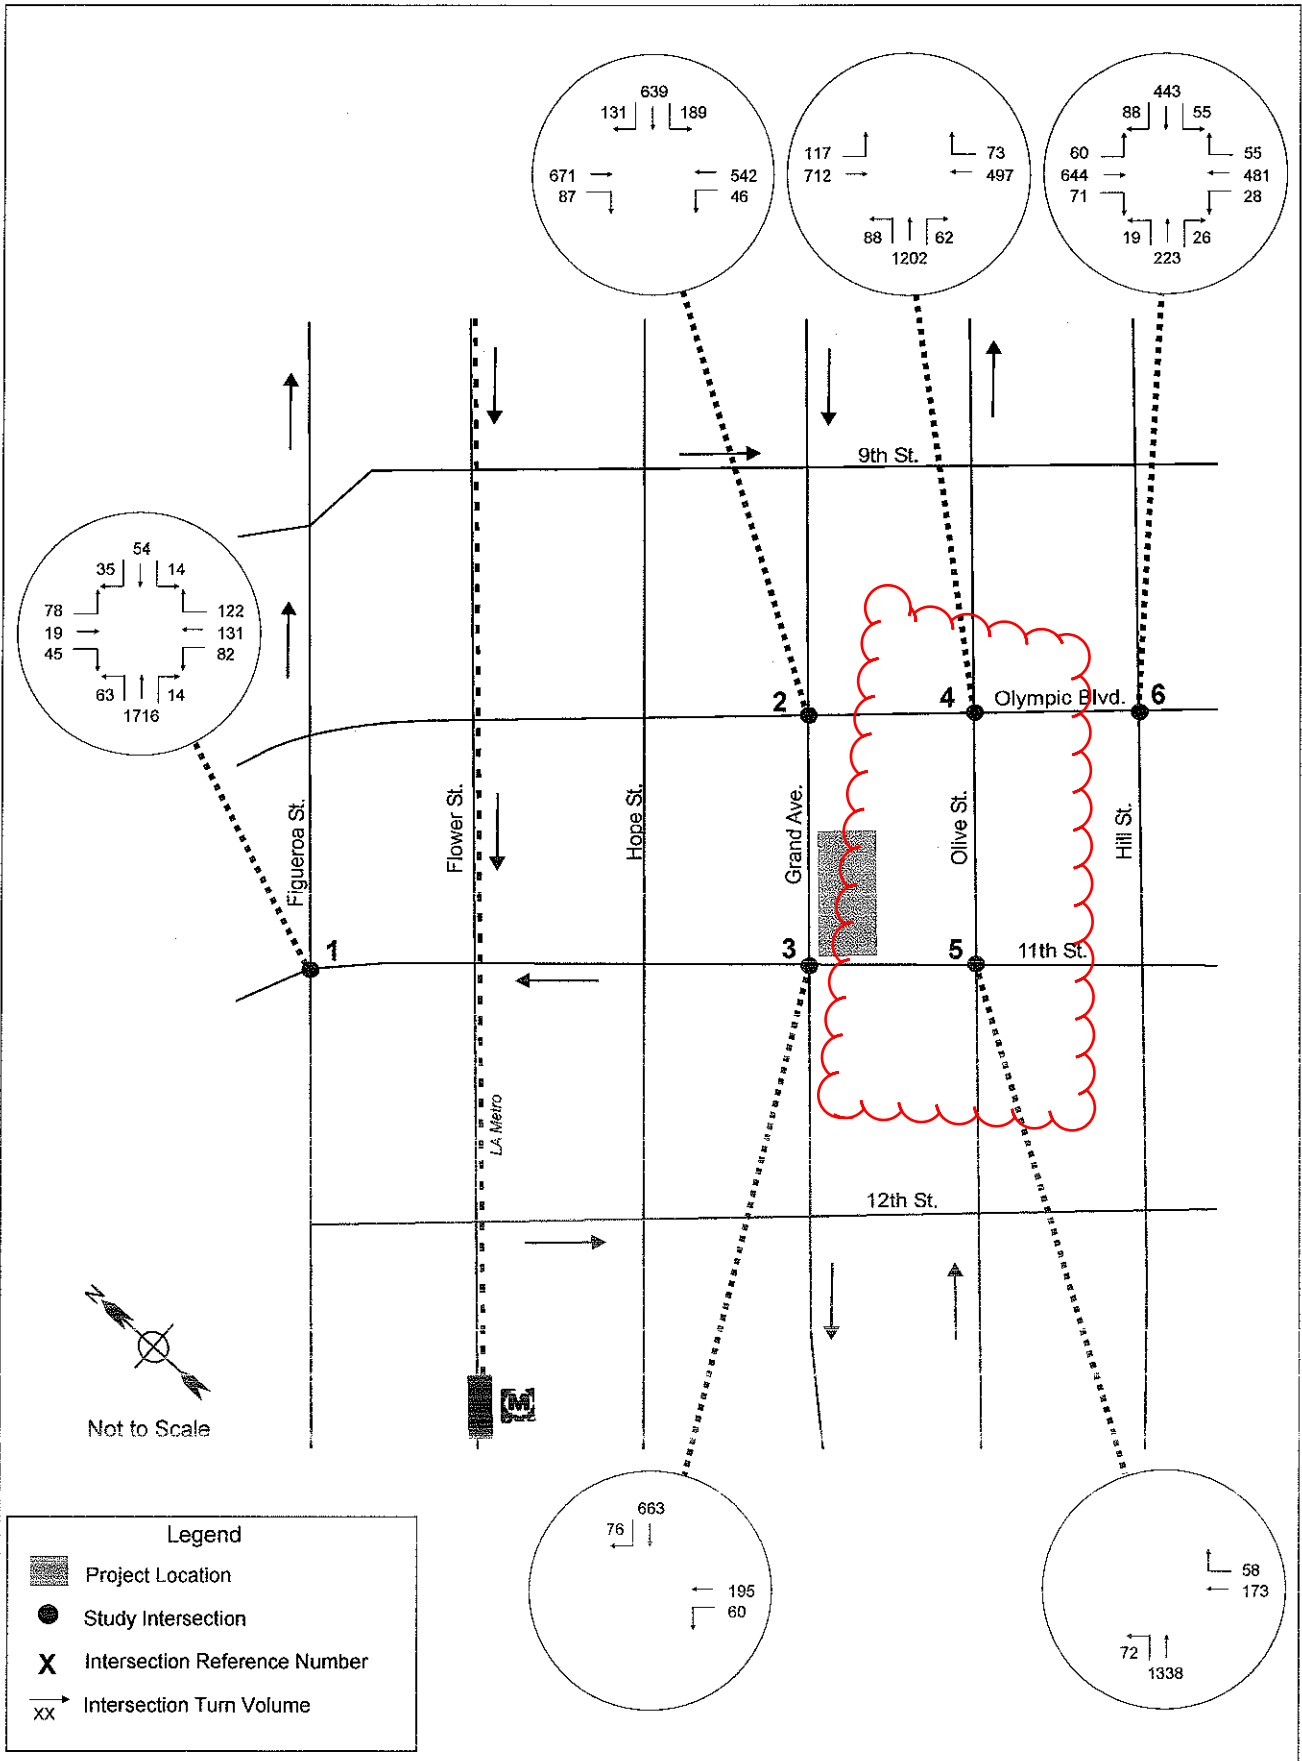 639
131 189
671 542
87 46
117 73
712 497
88 62
1202
443
88 55
60 55
644 481
71 28
19 26
223
9th St.
54
35 14
78 122
19 131
45 82
63 14
1716
2 4 Olympic Blvd. 6
Figueroa St.
Flower St.
Hope St.
Grand Ave.
Olive St.
Hill St.
1 3 5 11th St.
LA Metro
12th St.
N
Not to Scale
M
663
76
195
60
58
173
72
1338
Legend
Project Location
Study Intersection
X Intersection Reference Number
XX Intersection Turn Volume